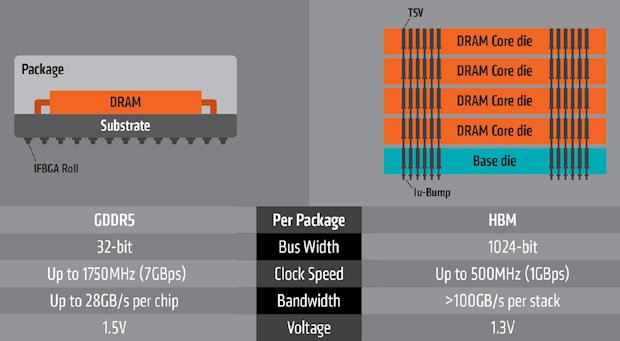 TSV
DRAM Core die
DRAM Core die
DRAM Core die
DRAM Core die
Base die
Iu-Bump
Package
DRAM
Substrate
IFBGA Roll
GDDR5 Per Package HBM
32-bit Bus Width 1024-bit
Up to 1750MHz (7GBps) Clock Speed Up to 500MHz (1GBps)
Up to 28GB/s per chip Bandwidth >100GB/s per stack
1.5V Voltage 1.3V